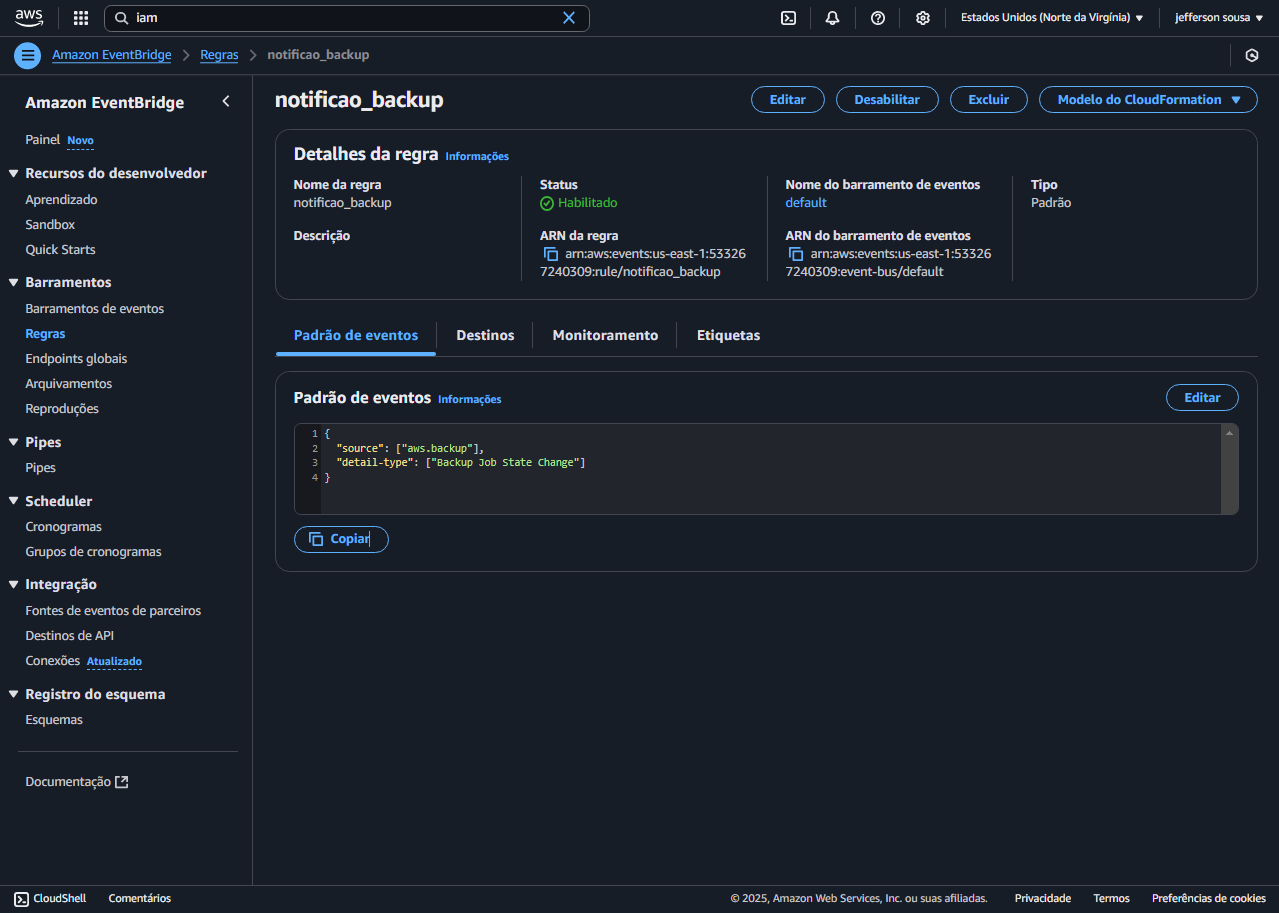 aws
iam
Estados Unidos (Norte da Virgínia)
jefferson sousa
Amazon EventBridge
Regras
notificao_backup
Amazon EventBridge
Painel Novo
Recursos do desenvolvedor
Aprendizado
Sandbox
Quick Starts
Barramentos
Barramentos de eventos
Regras
Endpoints globais
Arquivamentos
Reproduções
Pipes
Pipes
Scheduler
Cronogramas
Grupos de cronogramas
Integração
Fontes de eventos de parceiros
Destinos de API
Conexões Atualizado
Registro do esquema
Esquemas
Documentação
notificao_backup
Editar
Desabilitar
Excluir
Modelo do CloudFormation
Detalhes da regra Informações
Nome da regra
notificao_backup
Descrição
Status
Habilitado
ARN da regra
arn:aws:events:us-east-1:53326
7240309:rule/notificao_backup
Nome do barramento de eventos
default
ARN do barramento de eventos
arn:aws:events:us-east-1:53326
7240309:event-bus/default
Tipo
Padrão
Padrão de eventos
Destinos
Monitoramento
Etiquetas
Padrão de eventos Informações
Editar
1 {
2 "source": ["aws.backup"],
3 "detail-type": ["Backup Job State Change"]
4 }
Copiar
CloudShell
Comentários
© 2025, Amazon Web Services, Inc. ou suas afiliadas.
Privacidade
Termos
Preferências de cookies